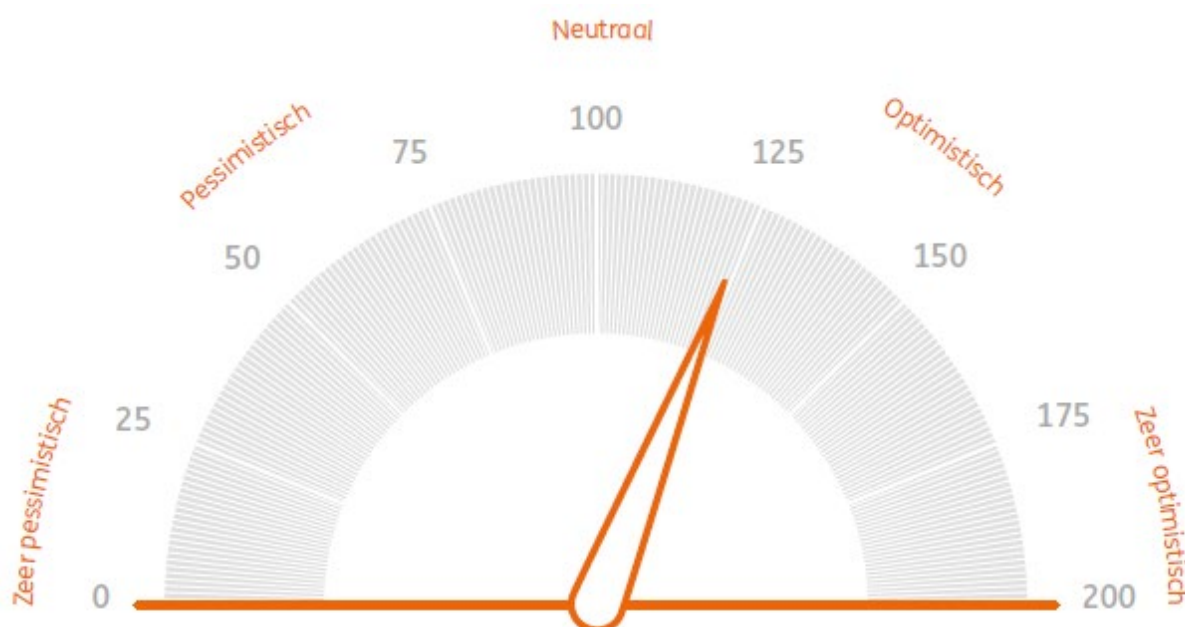 Neutraal
Pessimistisch
Optimistisch
100
75
125
50
150
25
175
Zeer pessimistisch
Zeer optimistisch
0
200